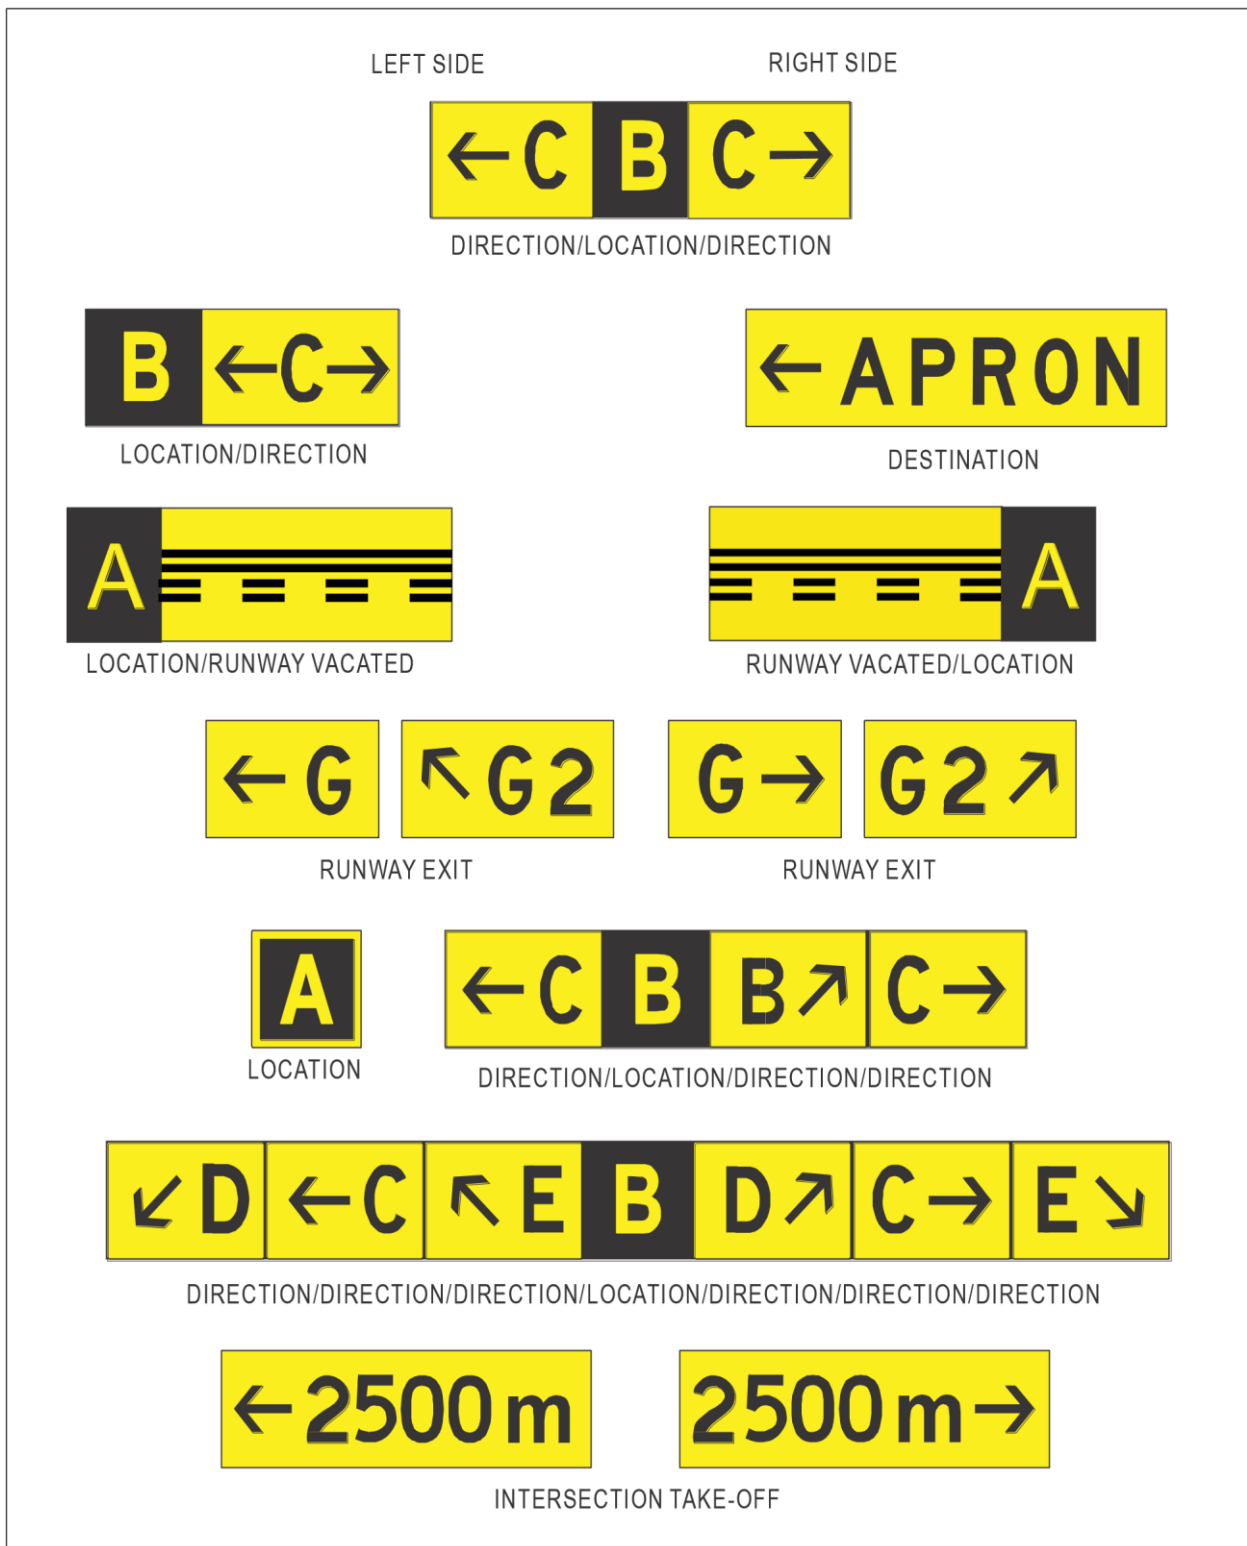 LEFT SIDE RIGHT SIDE
←C B C→
DIRECTION/LOCATION/DIRECTION
B ←C→ ←APRON
LOCATION/DIRECTION DESTINATION
A A
LOCATION/RUNWAY VACATED RUNWAY VACATED/LOCATION
←G ↖G2 G→ G2↗
RUNWAY EXIT RUNWAY EXIT
A ←C B B↗ C→
LOCATION DIRECTION/LOCATION/DIRECTION/DIRECTION
↙D ←C ↖E B D↗ C→ E↘
DIRECTION/DIRECTION/DIRECTION/LOCATION/DIRECTION/DIRECTION/DIRECTION
←2500m 2500m→
INTERSECTION TAKE-OFF